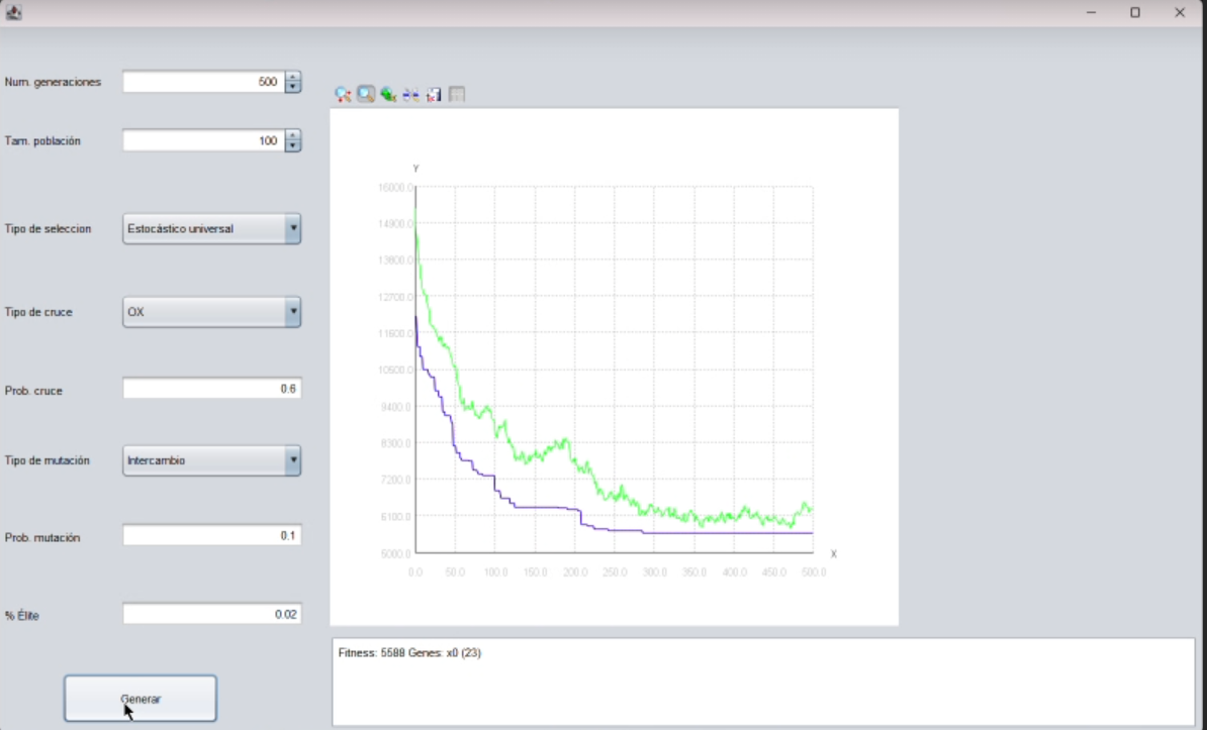 Num. generaciones 500
Tam. población 100
Tipo de seleccion Estocástico universal
Tipo de cruce OX
Prob. cruce 0.6
Tipo de mutación Intercambio
Prob. mutación 0.1
% Élite 0.02
Generar
Y
16000.0
14900.0
13800.0
12700.0
11600.0
10500.0
9400.0
8300.0
7200.0
6100.0
5000.0
X
0.0 50.0 100.0 150.0 200.0 250.0 300.0 350.0 400.0 450.0 500.0
Fitness: 5588 Genes: x0 (23)